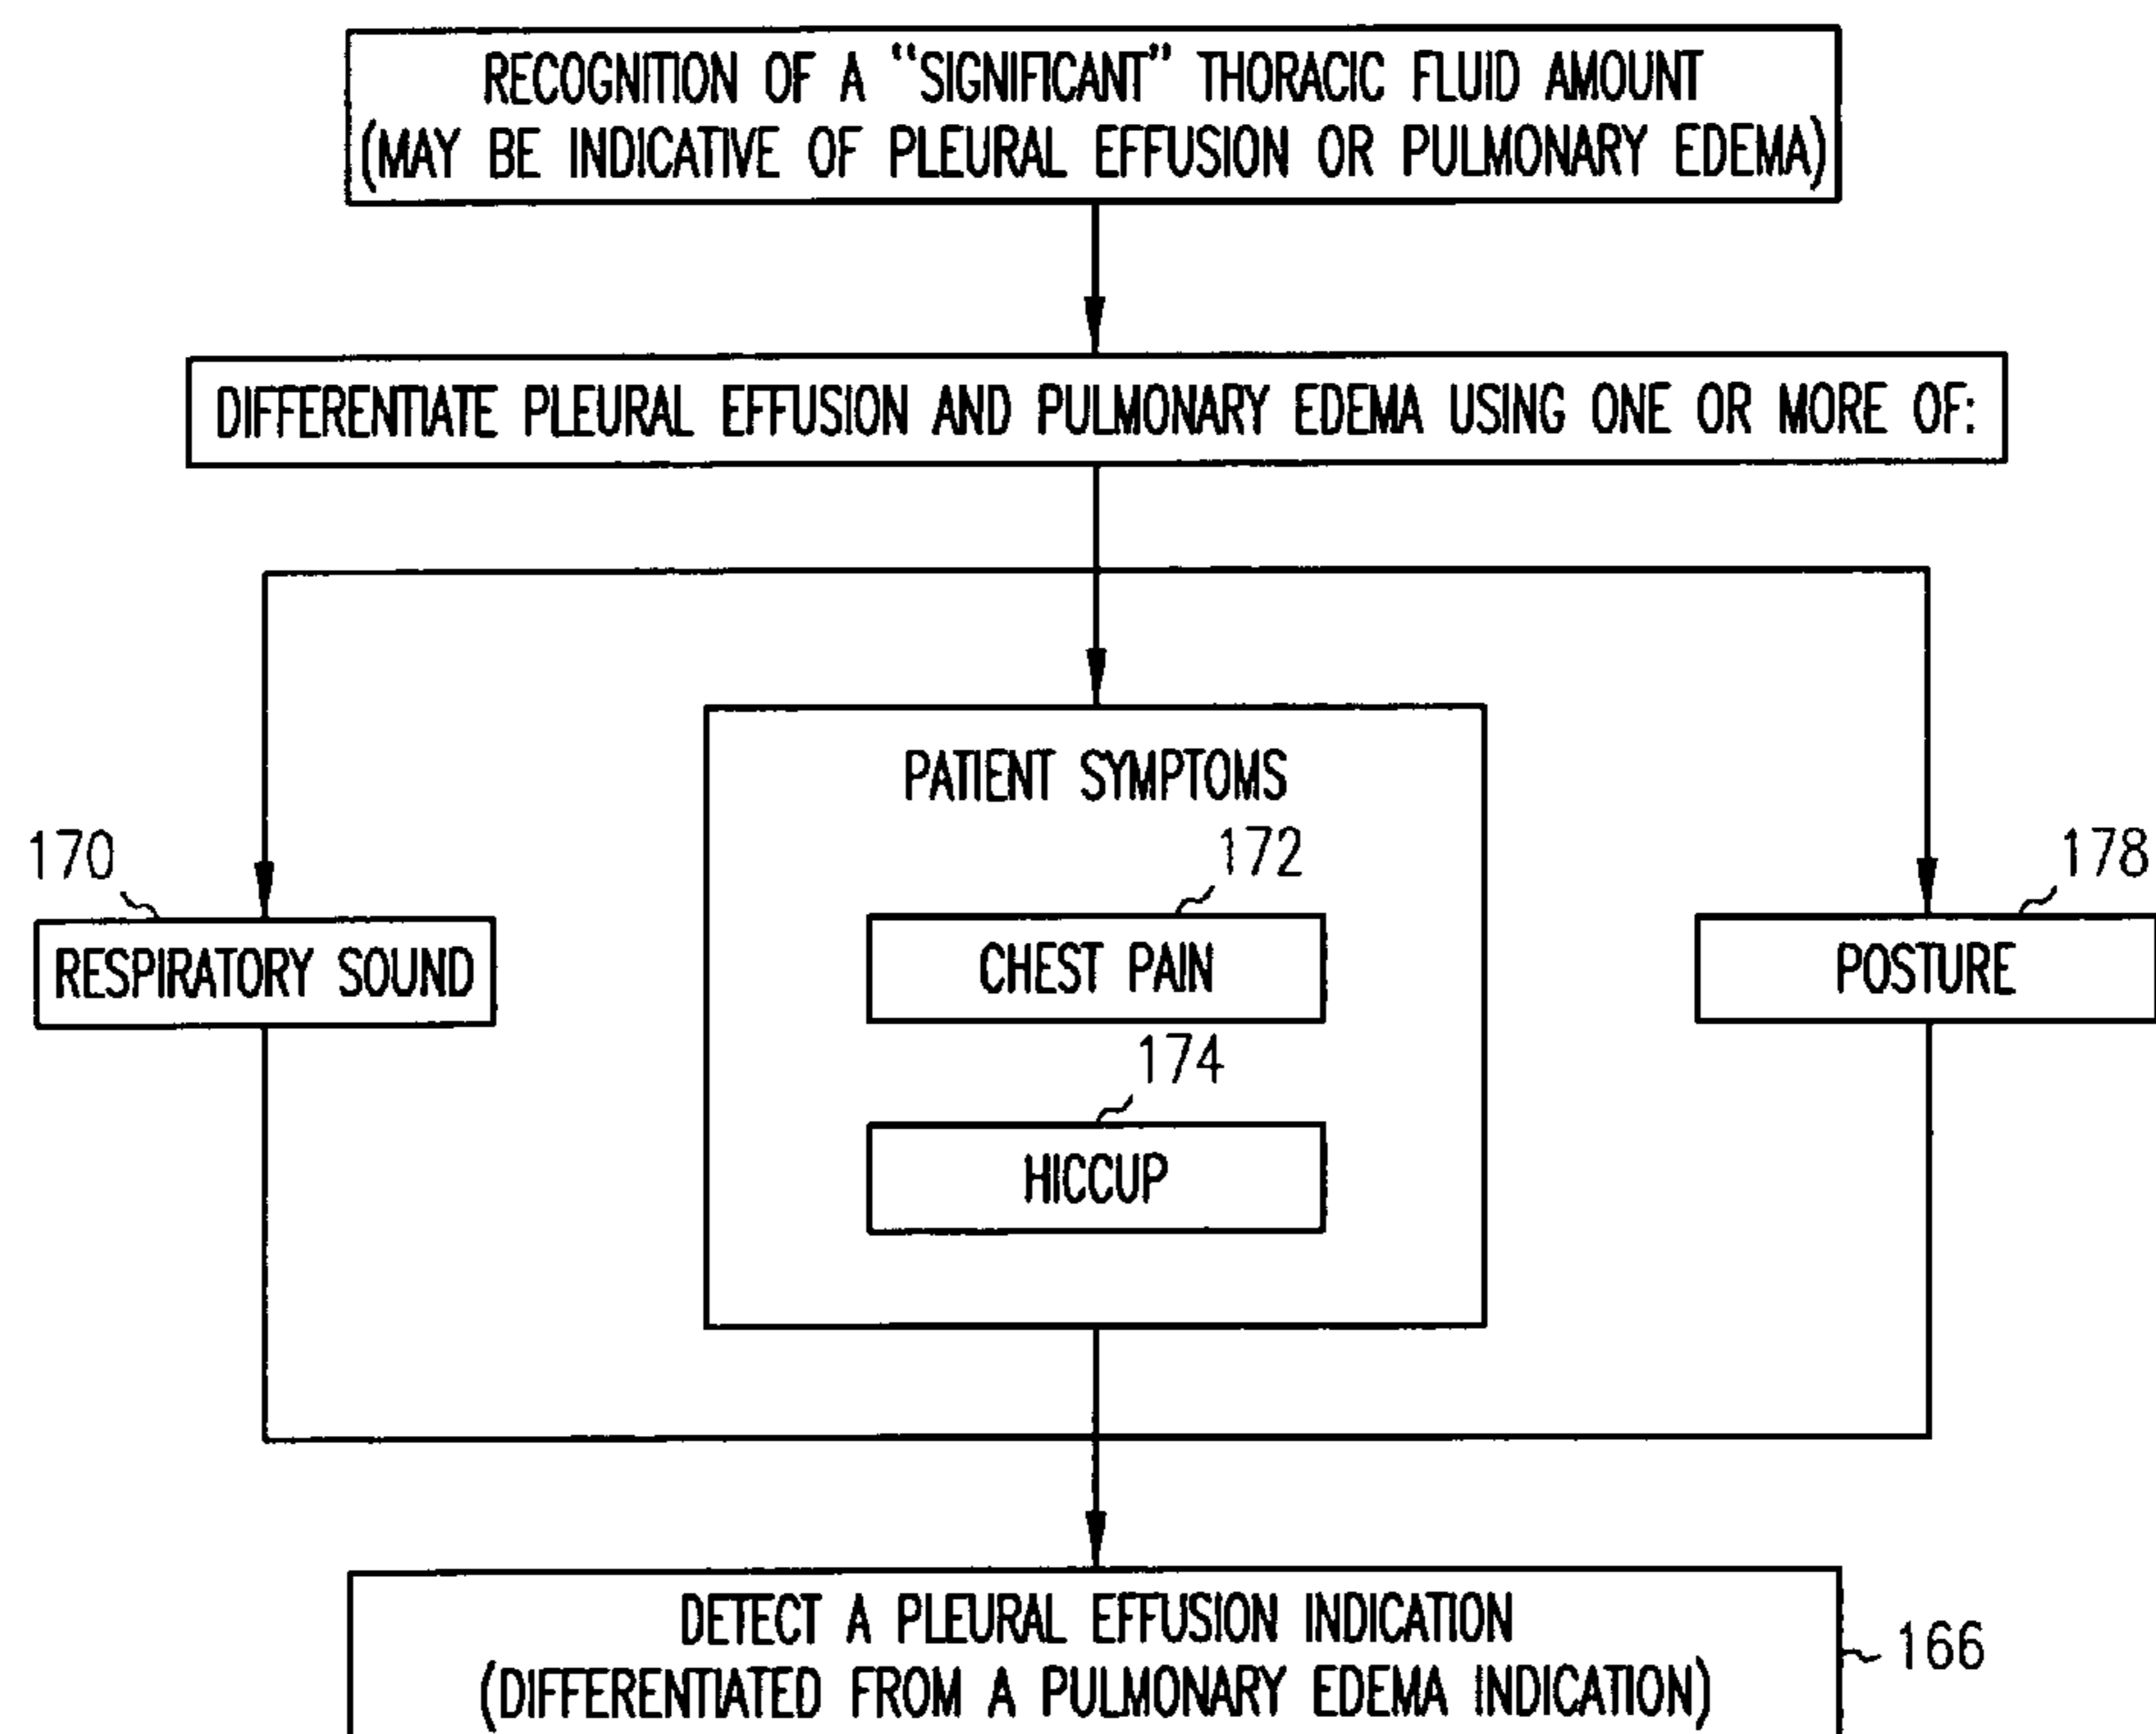 RECOGNITION OF A "SIGNIFICANT" THORACIC FLUID AMOUNT
(MAY BE INDICATIVE OF PLEURAL EFFUSION OR PULMONARY EDEMA)
DIFFERENTIATE PLEURAL EFFUSION AND PULMONARY EDEMA USING ONE OR MORE OF:
170
RESPIRATORY SOUND
PATIENT SYMPTOMS
172
CHEST PAIN
174
HICCUP
178
POSTURE
DETECT A PLEURAL EFFUSION INDICATION
(DIFFERENTIATED FROM A PULMONARY EDEMA INDICATION)
166